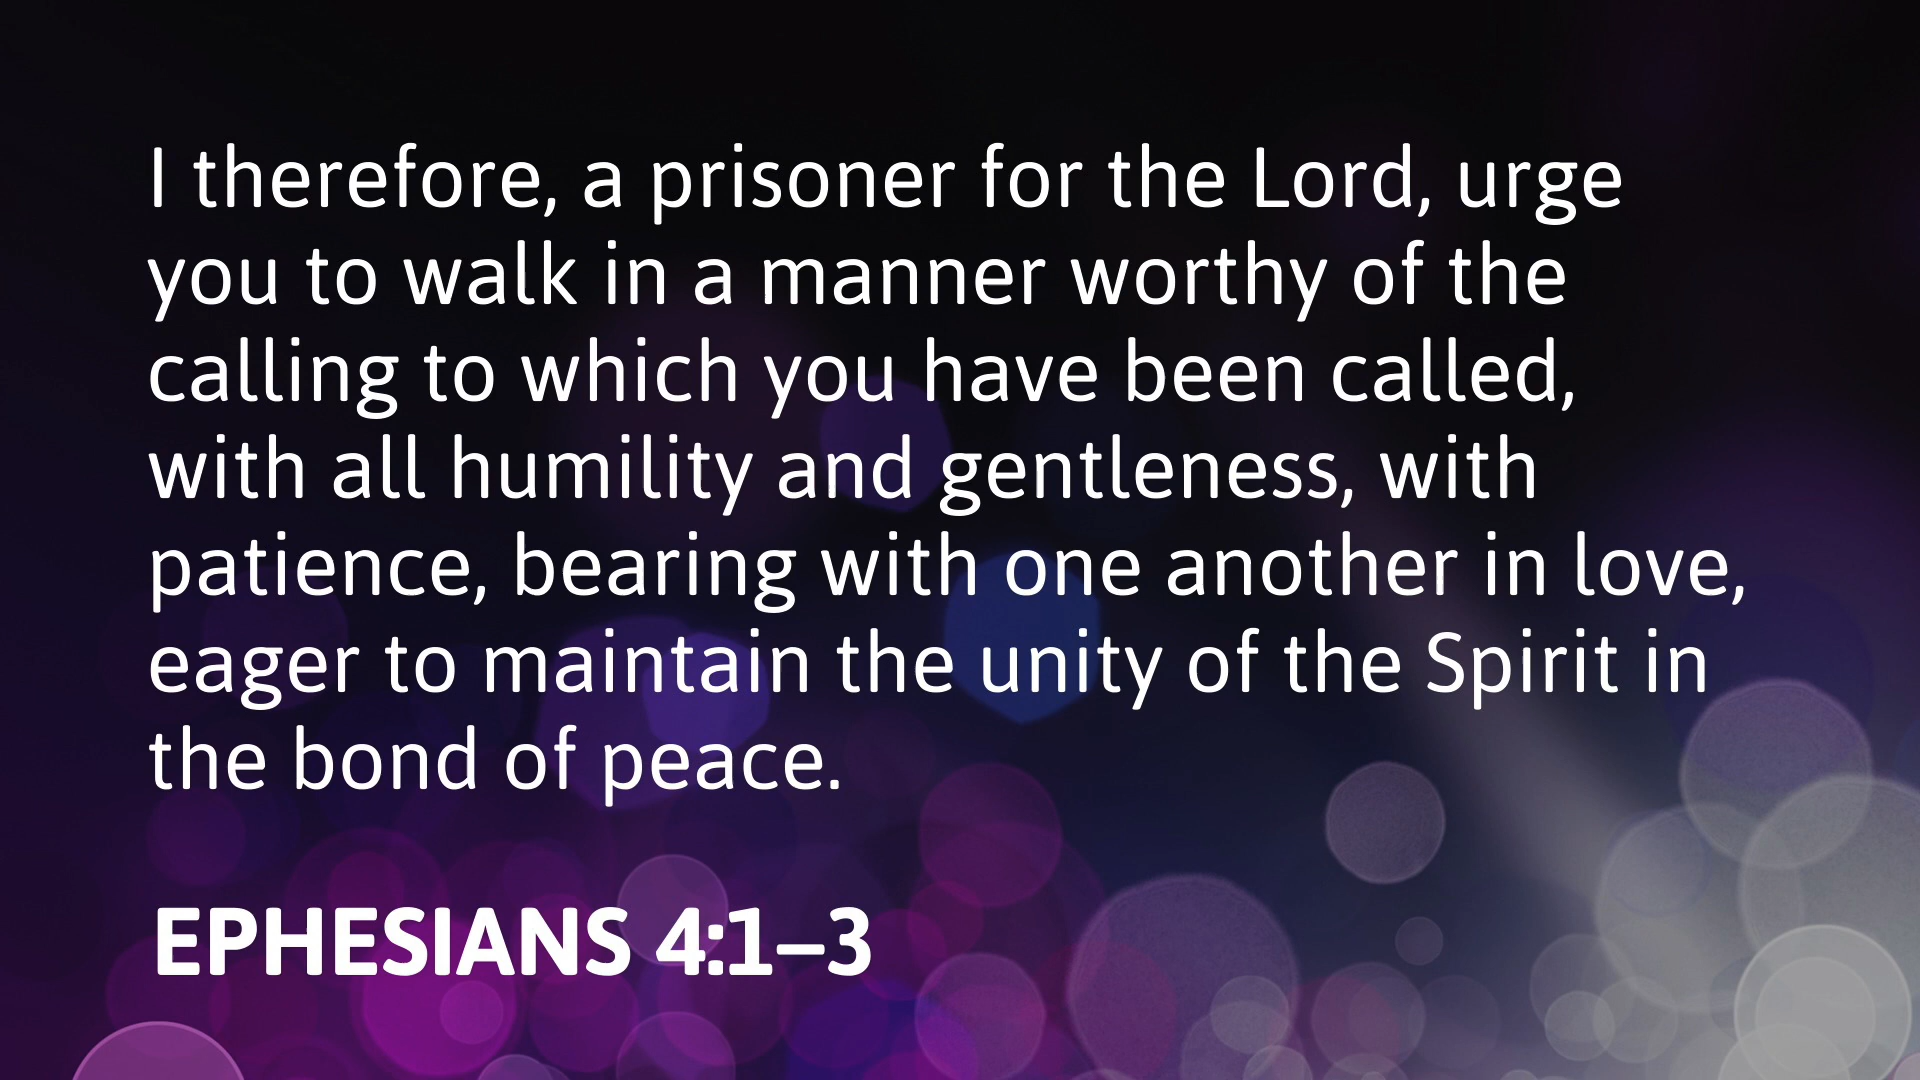 I therefore, a prisoner for the Lord, urge
you to walk in a manner worthy of the
calling to which you have been called,
with all humility and gentleness, with
patience, bearing with one another in love,
eager to maintain the unity of the Spirit in
the bond of peace.
EPHESIANS 4:1–3